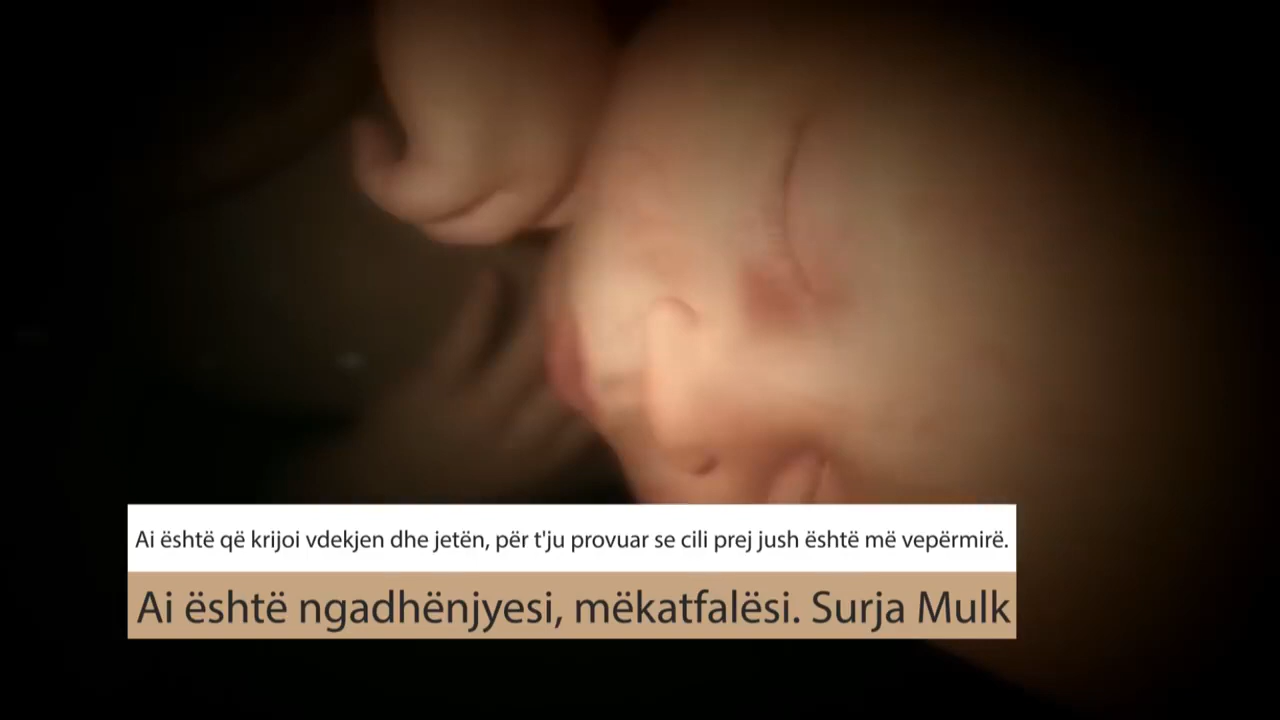 Ai është që krijoi vdekjen dhe jetën, për t'ju provuar se cili prej jush është më vepërmirë.
Ai është ngadhënjyesi, mëkatfalësi. Surja Mulk